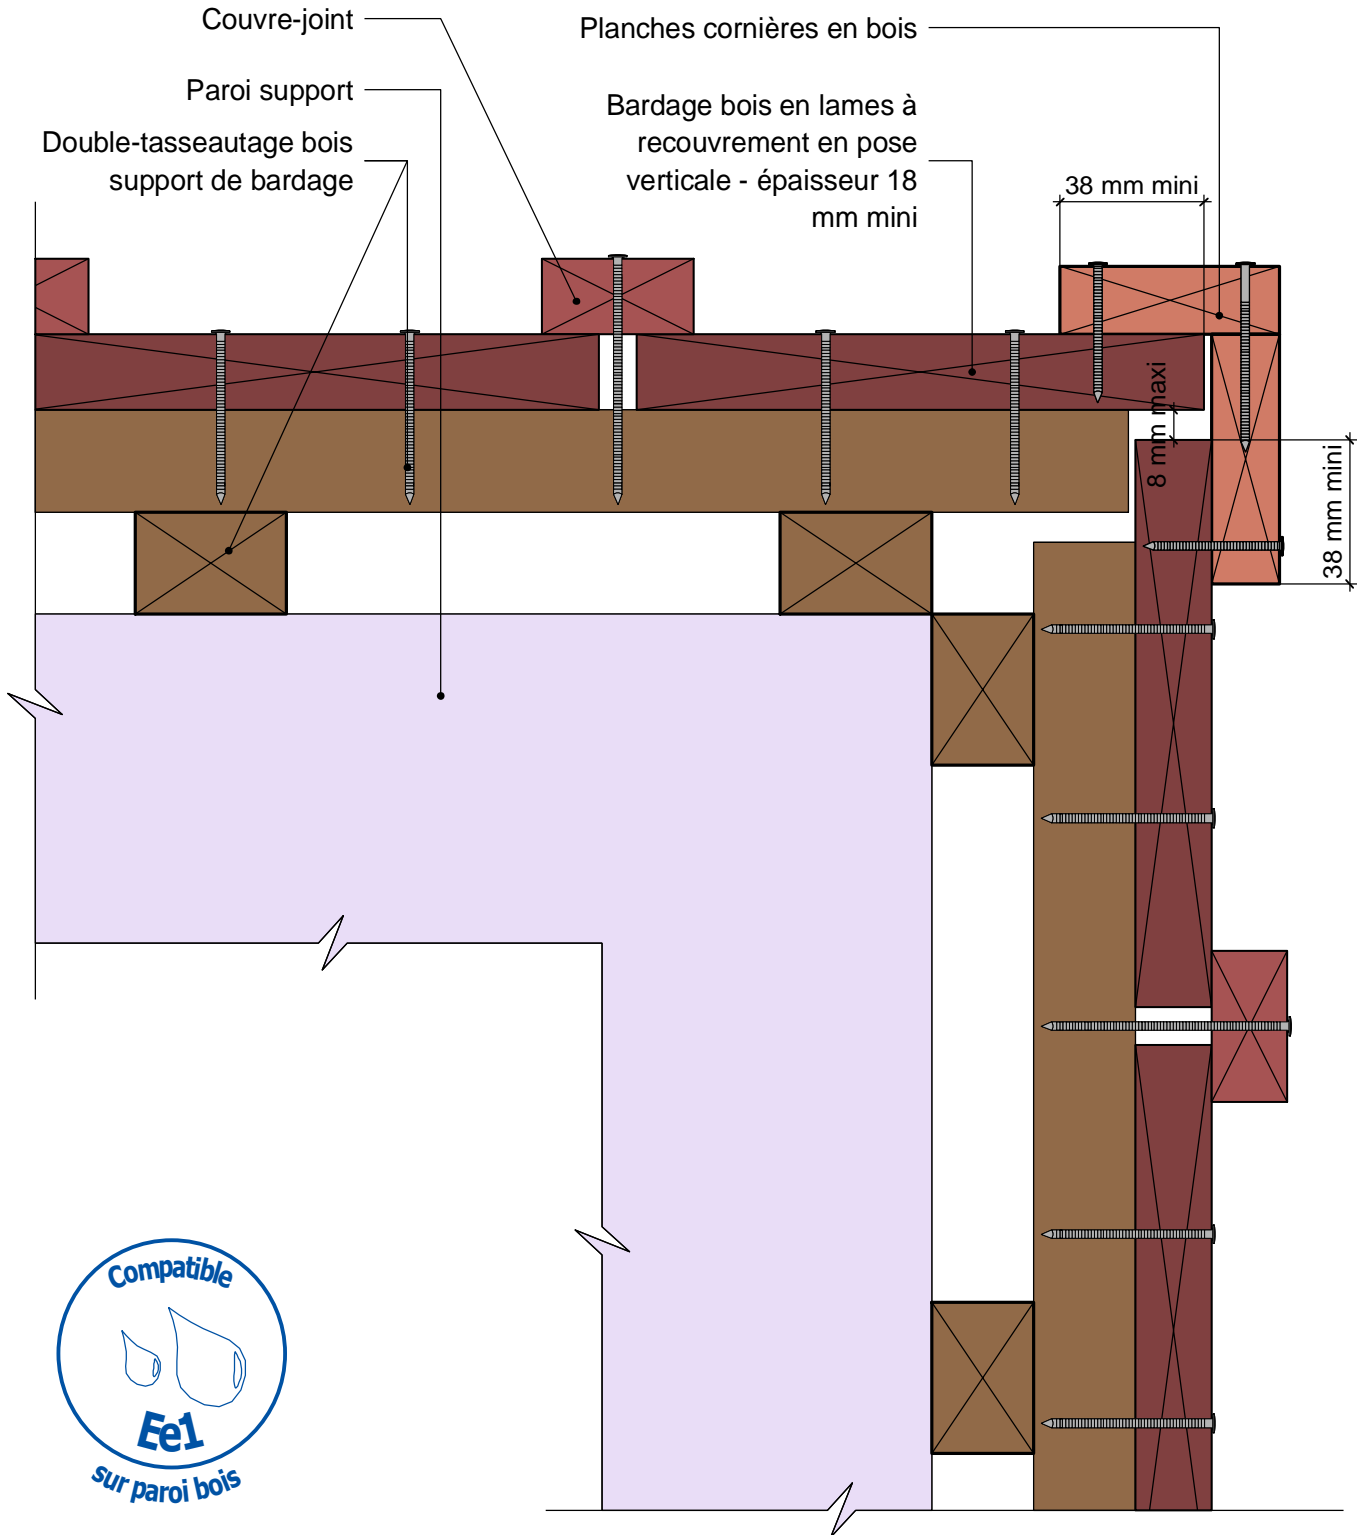 Couvre-joint
Planches cornières en bois
Paroi support
Bardage bois en lames à
recouvrement en pose
verticale - épaisseur 18
mm mini
Double-tasseautage bois
support de bardage
38 mm mini
8 mm maxi
38 mm mini
Compatible
Ee1
sur paroi bois